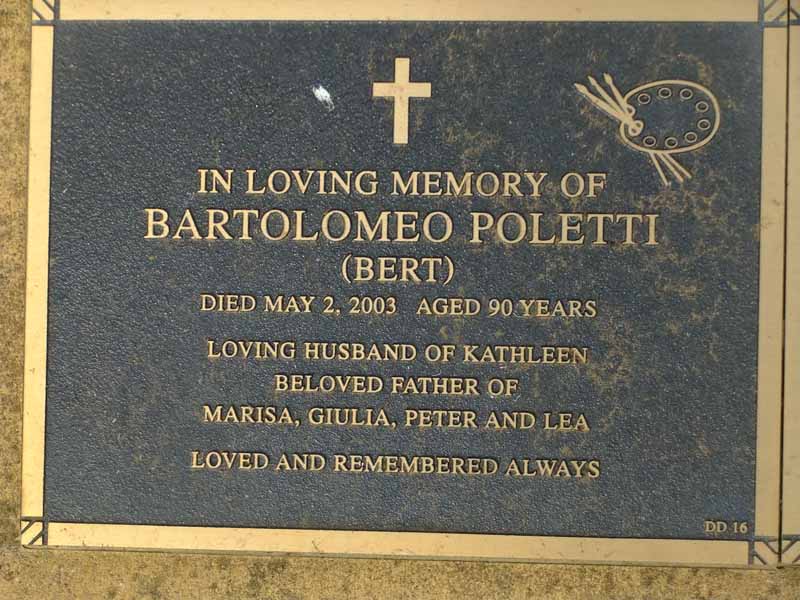 IN LOVING MEMORY OF
BARTOLOMEO POLETTI
(BERT)
DIED MAY 2, 2003 AGED 90 YEARS
LOVING HUSBAND OF KATHLEEN
BELOVED FATHER OF
MARISA, GIULIA, PETER AND LEA
LOVED AND REMEMBERED ALWAYS
DD 16